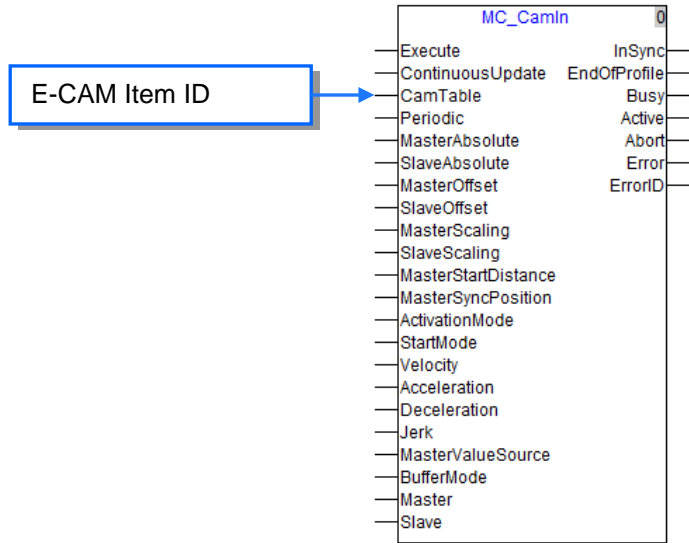 MC_CamIn 0
Execute InSync
ContinuousUpdate EndOfProfile
E-CAM Item ID
CamTable Busy
Periodic Active
MasterAbsolute Abort
SlaveAbsolute Error
MasterOffset ErrorID
SlaveOffset
MasterScaling
SlaveScaling
MasterStartDistance
MasterSyncPosition
ActivationMode
StartMode
Velocity
Acceleration
Deceleration
Jerk
MasterValueSource
BufferMode
Master
Slave